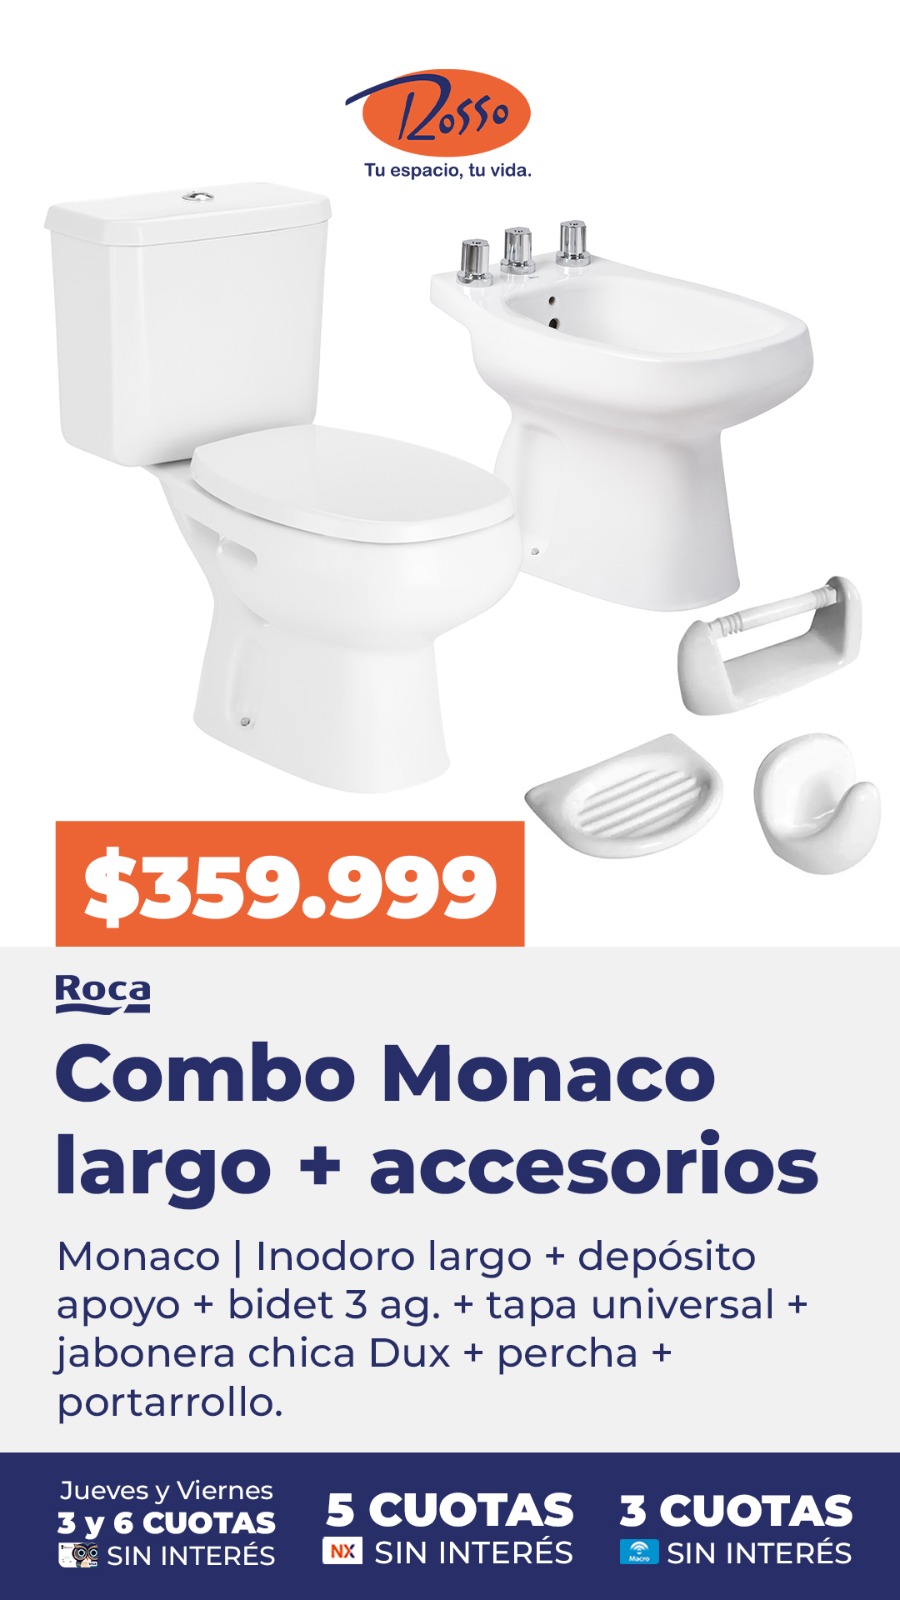 Rosso
Tu espacio, tu vida.
$359.999
Roca
Combo Monaco
largo + accesorios
Monaco | Inodoro largo + depósito
apoyo + bidet 3 ag. + tapa universal +
jabonera chica Dux + percha +
portarrollo.
Jueves y Viernes
3 y 6 CUOTAS
SIN INTERÉS
5 CUOTAS
NX SIN INTERÉS
3 CUOTAS
Macro SIN INTERÉS